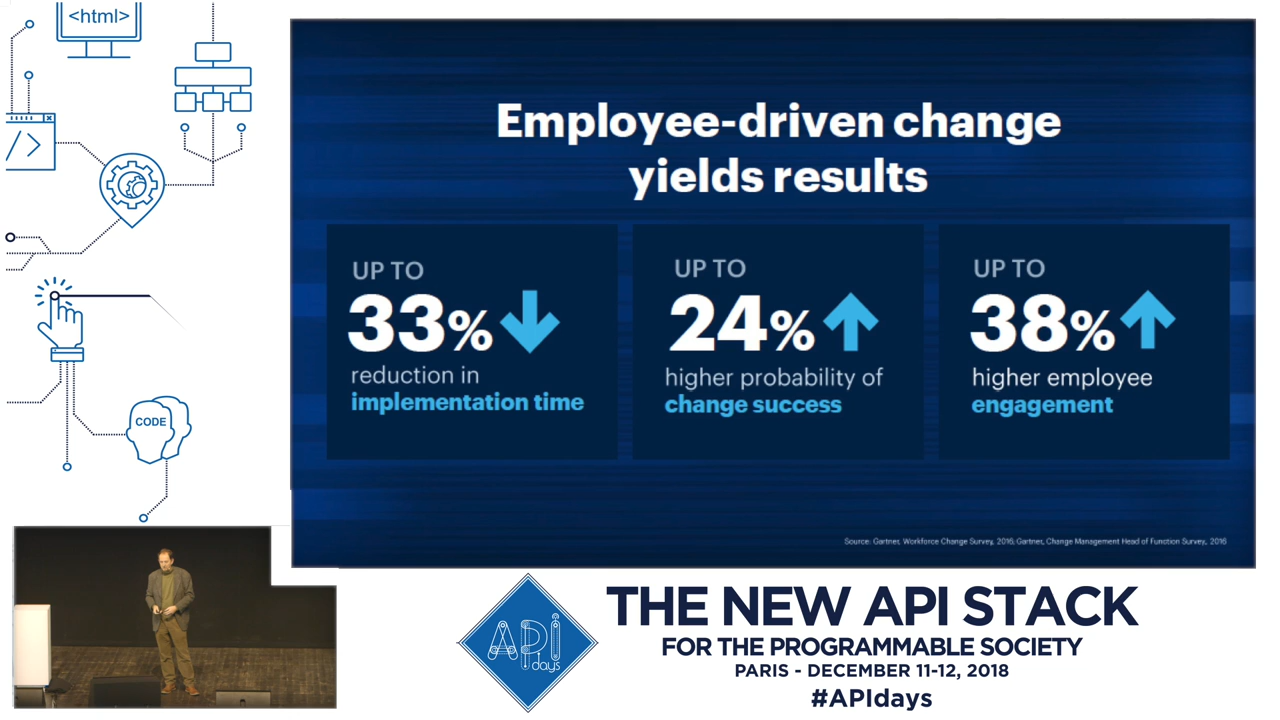 <html>
</>
CODE
Employee-driven change
yields results
UP TO
33%
reduction in
implementation time
UP TO
24%
higher probability of
change success
UP TO
38%
higher employee
engagement
Source: Gartner, Workforce Change Survey, 2016; Gartner, Change Management Head of Function Survey, 2016
API
days
THE NEW API STACK
FOR THE PROGRAMMABLE SOCIETY
PARIS - DECEMBER 11-12, 2018
#APIdays